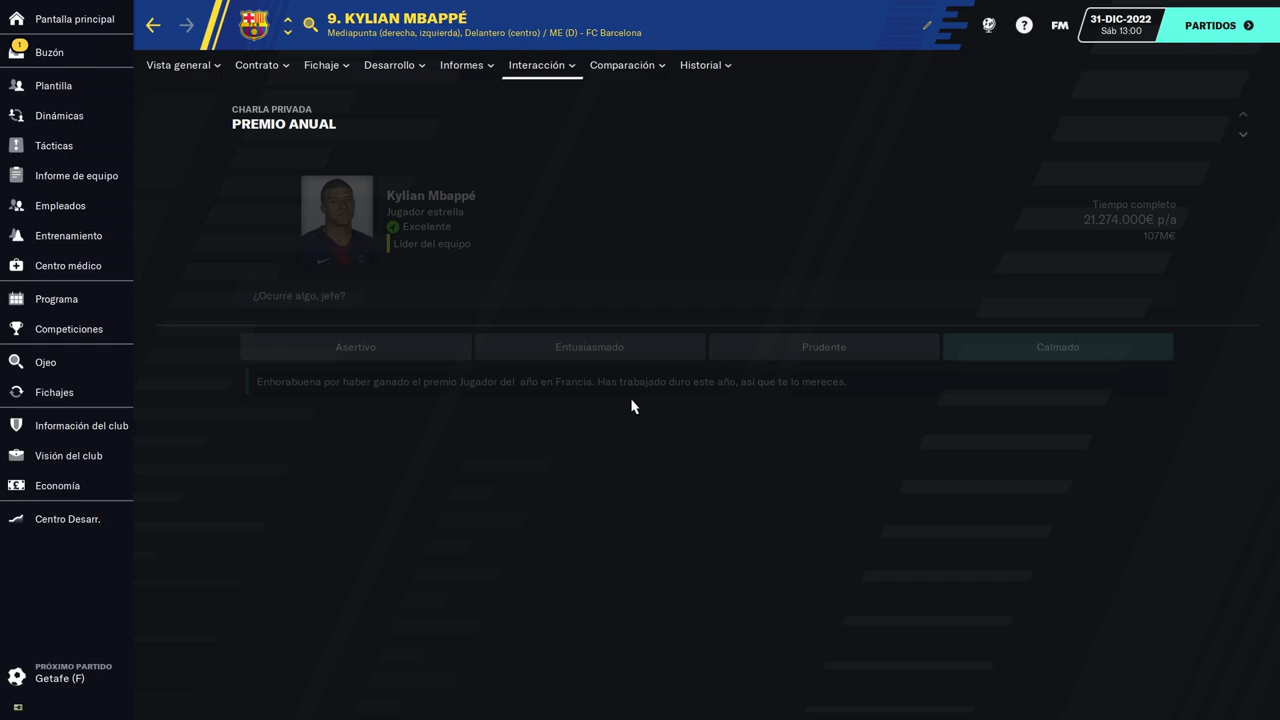 Pantalla principal
1
Buzón
Plantilla
Dinámicas
Tácticas
Informe de equipo
Empleados
Entrenamiento
Centro médico
Programa
Competiciones
Ojeo
Fichajes
Información del club
Visión del club
Economía
Centro Desarr.
PRÓXIMO PARTIDO
Getafe (F)
9. KYLIAN MBAPPÉ
Mediapunta (derecha, izquierda), Delantero (centro) / ME (D) - FC Barcelona
FM
31-DIC-2022
Sáb 13:00
PARTIDOS
Vista general
Contrato
Fichaje
Desarrollo
Informes
Interacción
Comparación
Historial
CHARLA PRIVADA
PREMIO ANUAL
Kylian Mbappé
Jugador estrella
Excelente
Líder del equipo
Tiempo completo
21.274.000€ p/a
107M€
¿Ocurre algo, jefe?
Asertivo
Entusiasmado
Prudente
Calmado
Enhorabuena por haber ganado el premio Jugador del  año en Francia. Has trabajado duro este año, así que te lo mereces.